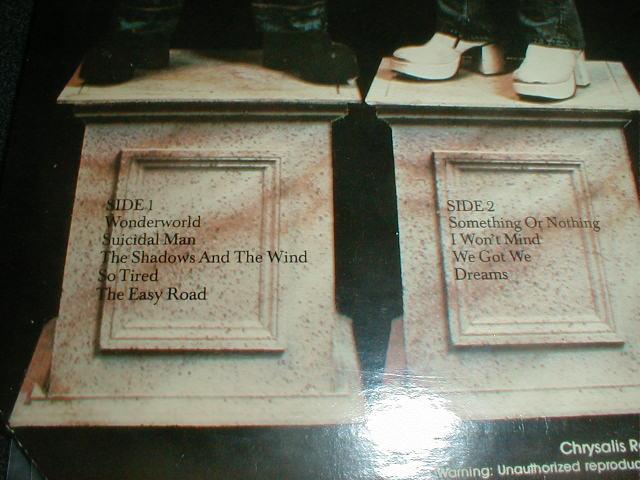 SIDE 1
Wonderworld
Suicidal Man
The Shadows And The Wind
So Tired
The Easy Road
SIDE 2
Something Or Nothing
I Won't Mind
We Got We
Dreams
Chrysalis R
Warning: Unauthorized reproduc